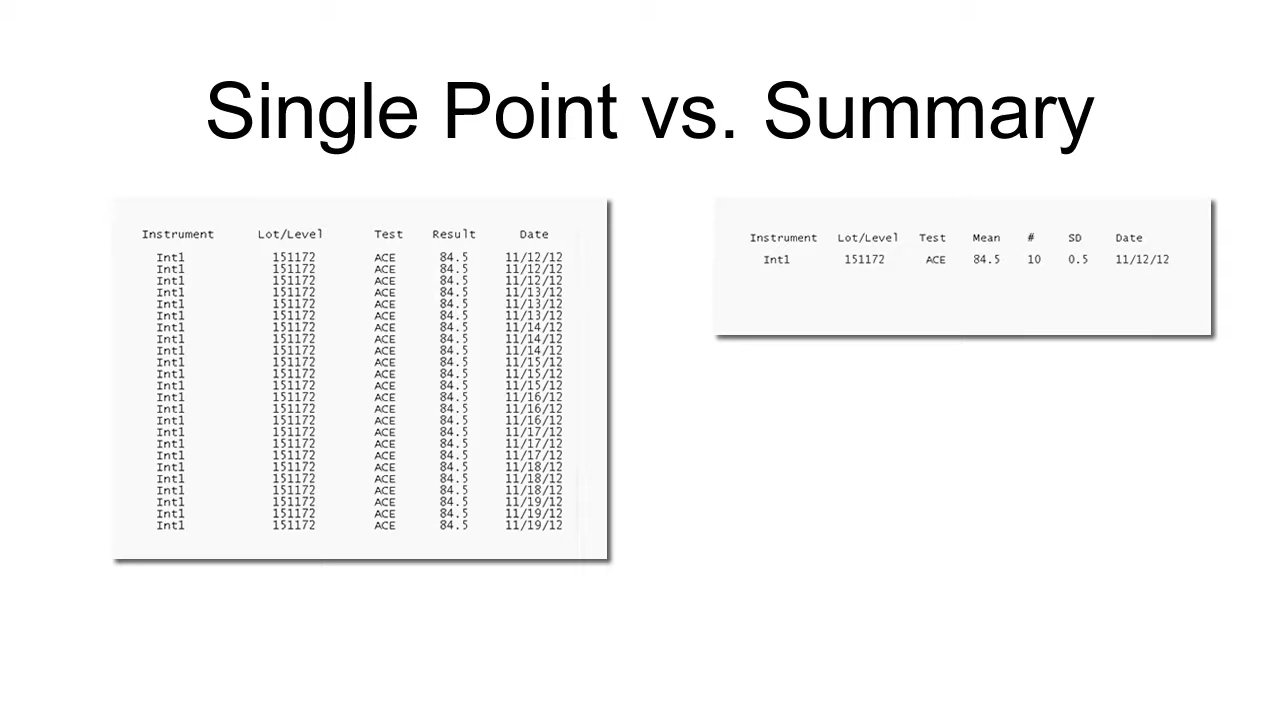 Single Point vs. Summary
Instrument Lot/Level Test Result Date
Int1 151172 ACE 84.5 11/12/12
Int1 151172 ACE 84.5 11/12/12
Int1 151172 ACE 84.5 11/12/12
Int1 151172 ACE 84.5 11/13/12
Int1 151172 ACE 84.5 11/13/12
Int1 151172 ACE 84.5 11/13/12
Int1 151172 ACE 84.5 11/14/12
Int1 151172 ACE 84.5 11/14/12
Int1 151172 ACE 84.5 11/14/12
Int1 151172 ACE 84.5 11/15/12
Int1 151172 ACE 84.5 11/15/12
Int1 151172 ACE 84.5 11/15/12
Int1 151172 ACE 84.5 11/16/12
Int1 151172 ACE 84.5 11/16/12
Int1 151172 ACE 84.5 11/16/12
Int1 151172 ACE 84.5 11/17/12
Int1 151172 ACE 84.5 11/17/12
Int1 151172 ACE 84.5 11/17/12
Int1 151172 ACE 84.5 11/18/12
Int1 151172 ACE 84.5 11/18/12
Int1 151172 ACE 84.5 11/18/12
Int1 151172 ACE 84.5 11/19/12
Int1 151172 ACE 84.5 11/19/12
Int1 151172 ACE 84.5 11/19/12
Instrument Lot/Level Test Mean # SD Date
Int1 151172 ACE 84.5 10 0.5 11/12/12